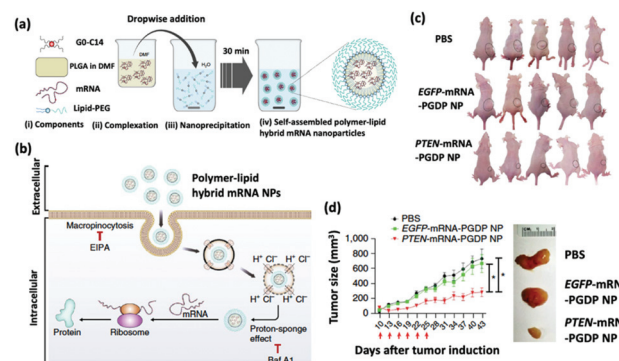 (a)
Dropwise addition
G0-C14
PLGA in DMF
mRNA
Lipid-PEG
DMF
H₂O
30 min
(i) Components
(ii) Complexation
(iii) Nanoprecipitation
(iv) Self-assembled polymer-lipid
hybrid mRNA nanoparticles
(b)
Extracellular
Intracellular
Polymer-lipid
hybrid mRNA NPs
Macropinocytosis
EIPA
H⁺ Cl⁻
H⁺ Cl⁻
H⁺ Cl⁻
H⁺ Cl⁻
mRNA
Protein
Ribosome
Proton-sponge
effect
Baf A1
(c)
PBS
EGFP-mRNA
-PGDP NP
PTEN-mRNA
-PGDP NP
(d)
PBS
EGFP-mRNA-PGDP NP
PTEN-mRNA-PGDP NP
Tumor size (mm³)
1,000
800
600
400
200
0
10 13 16 19 22 25 28 31 34 37 40 43
* *
Days after tumor induction
PBS
EGFP-mRN
-PGDP NP
PTEN-mRN
-PGDP NP